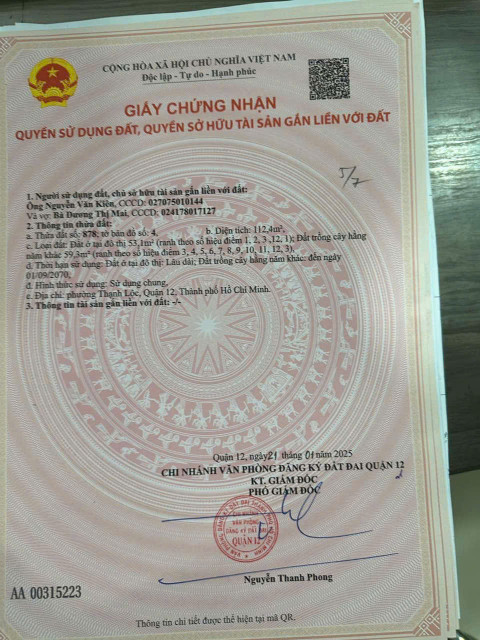 CỘNG HÒA XÃ HỘI CHỦ NGHĨA VIỆT NAM
Độc lập - Tự do - Hạnh phúc
GIẤY CHỨNG NHẬN
QUYỀN SỬ DỤNG ĐẤT, QUYỀN SỞ HỮU TÀI SẢN GẮN LIỀN VỚI ĐẤT
5/7
1. Người sử dụng đất, chủ sở hữu tài sản gắn liền với đất:
Ông Nguyễn Văn Kiên, CCCD: 027075010144
Và vợ: Bà Dương Thị Mai, CCCD: 024178017127
2. Thông tin thửa đất:
a. Thửa đất số: 878; tờ bản đồ số: 4, b. Diện tích: 112,4m².
c. Loại đất: Đất ở tại đô thị 53,1m² (ranh theo số hiệu điểm 1, 2, 3 ,12, 1); Đất trồng cây hằng
năm khác 59,3m² (ranh theo số hiệu điểm 3, 4, 5, 6, 7, 8, 9, 10, 11, 12, 3).
d. Thời hạn sử dụng: Đất ở tại đô thị: Lâu dài; Đất trồng cây hằng năm khác: đến ngày
01/09/2070.
đ. Hình thức sử dụng: Sử dụng chung.
e. Địa chỉ: phường Thạnh Lộc, Quận 12, Thành phố Hồ Chí Minh.
3. Thông tin tài sản gắn liền với đất: -/-
Quận 12, ngày 21 tháng 01 năm 2025
CHI NHÁNH VĂN PHÒNG ĐĂNG KÝ ĐẤT ĐAI QUẬN 12
KT. GIÁM ĐỐC
PHÓ GIÁM ĐỐC
CHI NHÁNH
VĂN PHÒNG
ĐĂNG KÝ ĐẤT ĐAI
QUẬN 12
Nguyễn Thanh Phong
AA 00315223
Thông tin chi tiết được thể hiện tại mã QR.